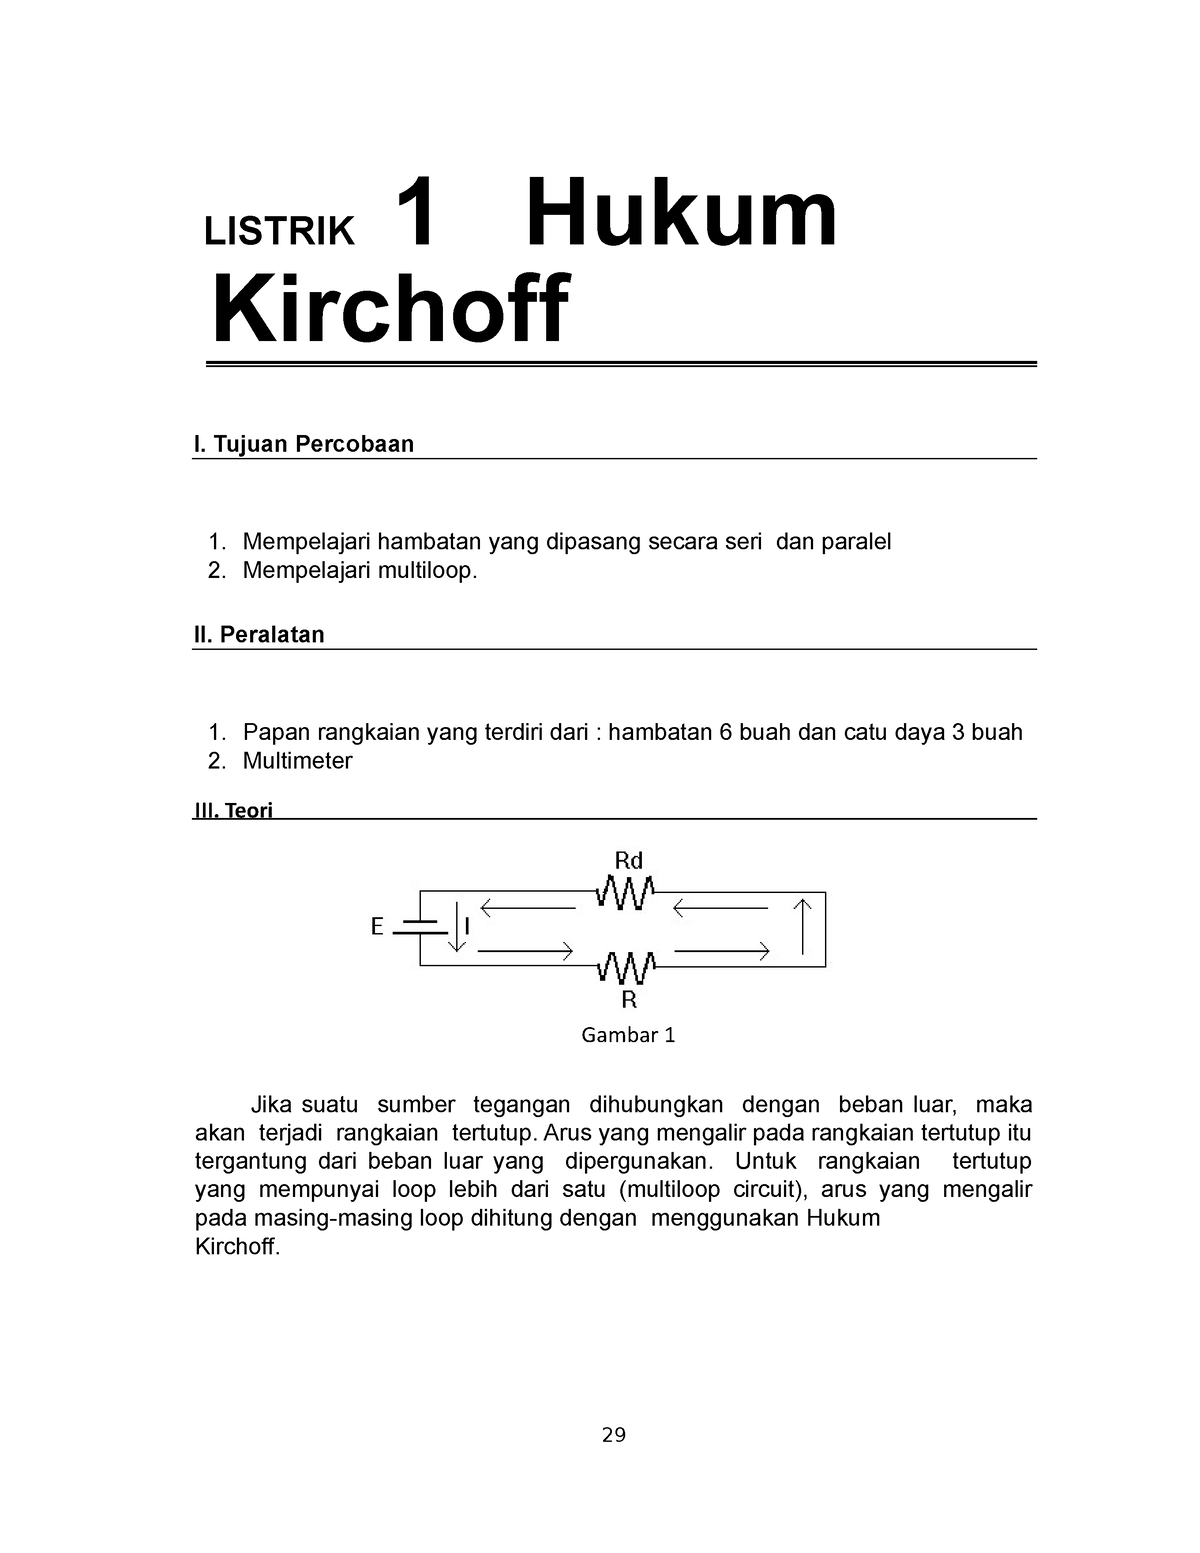 LISTRIK 1 Hukum
Kirchoff
I. Tujuan Percobaan
1. Mempelajari hambatan yang dipasang secara seri dan paralel
2. Mempelajari multiloop.
II. Peralatan
1. Papan rangkaian yang terdiri dari : hambatan 6 buah dan catu daya 3 buah
2. Multimeter
III. Teori
Rd
E I
R
Gambar 1
Jika suatu sumber tegangan dihubungkan dengan beban luar, maka
akan terjadi rangkaian tertutup. Arus yang mengalir pada rangkaian tertutup itu
tergantung dari beban luar yang dipergunakan. Untuk rangkaian tertutup
yang mempunyai loop lebih dari satu (multiloop circuit), arus yang mengalir
pada masing-masing loop dihitung dengan menggunakan Hukum
Kirchoff.
29